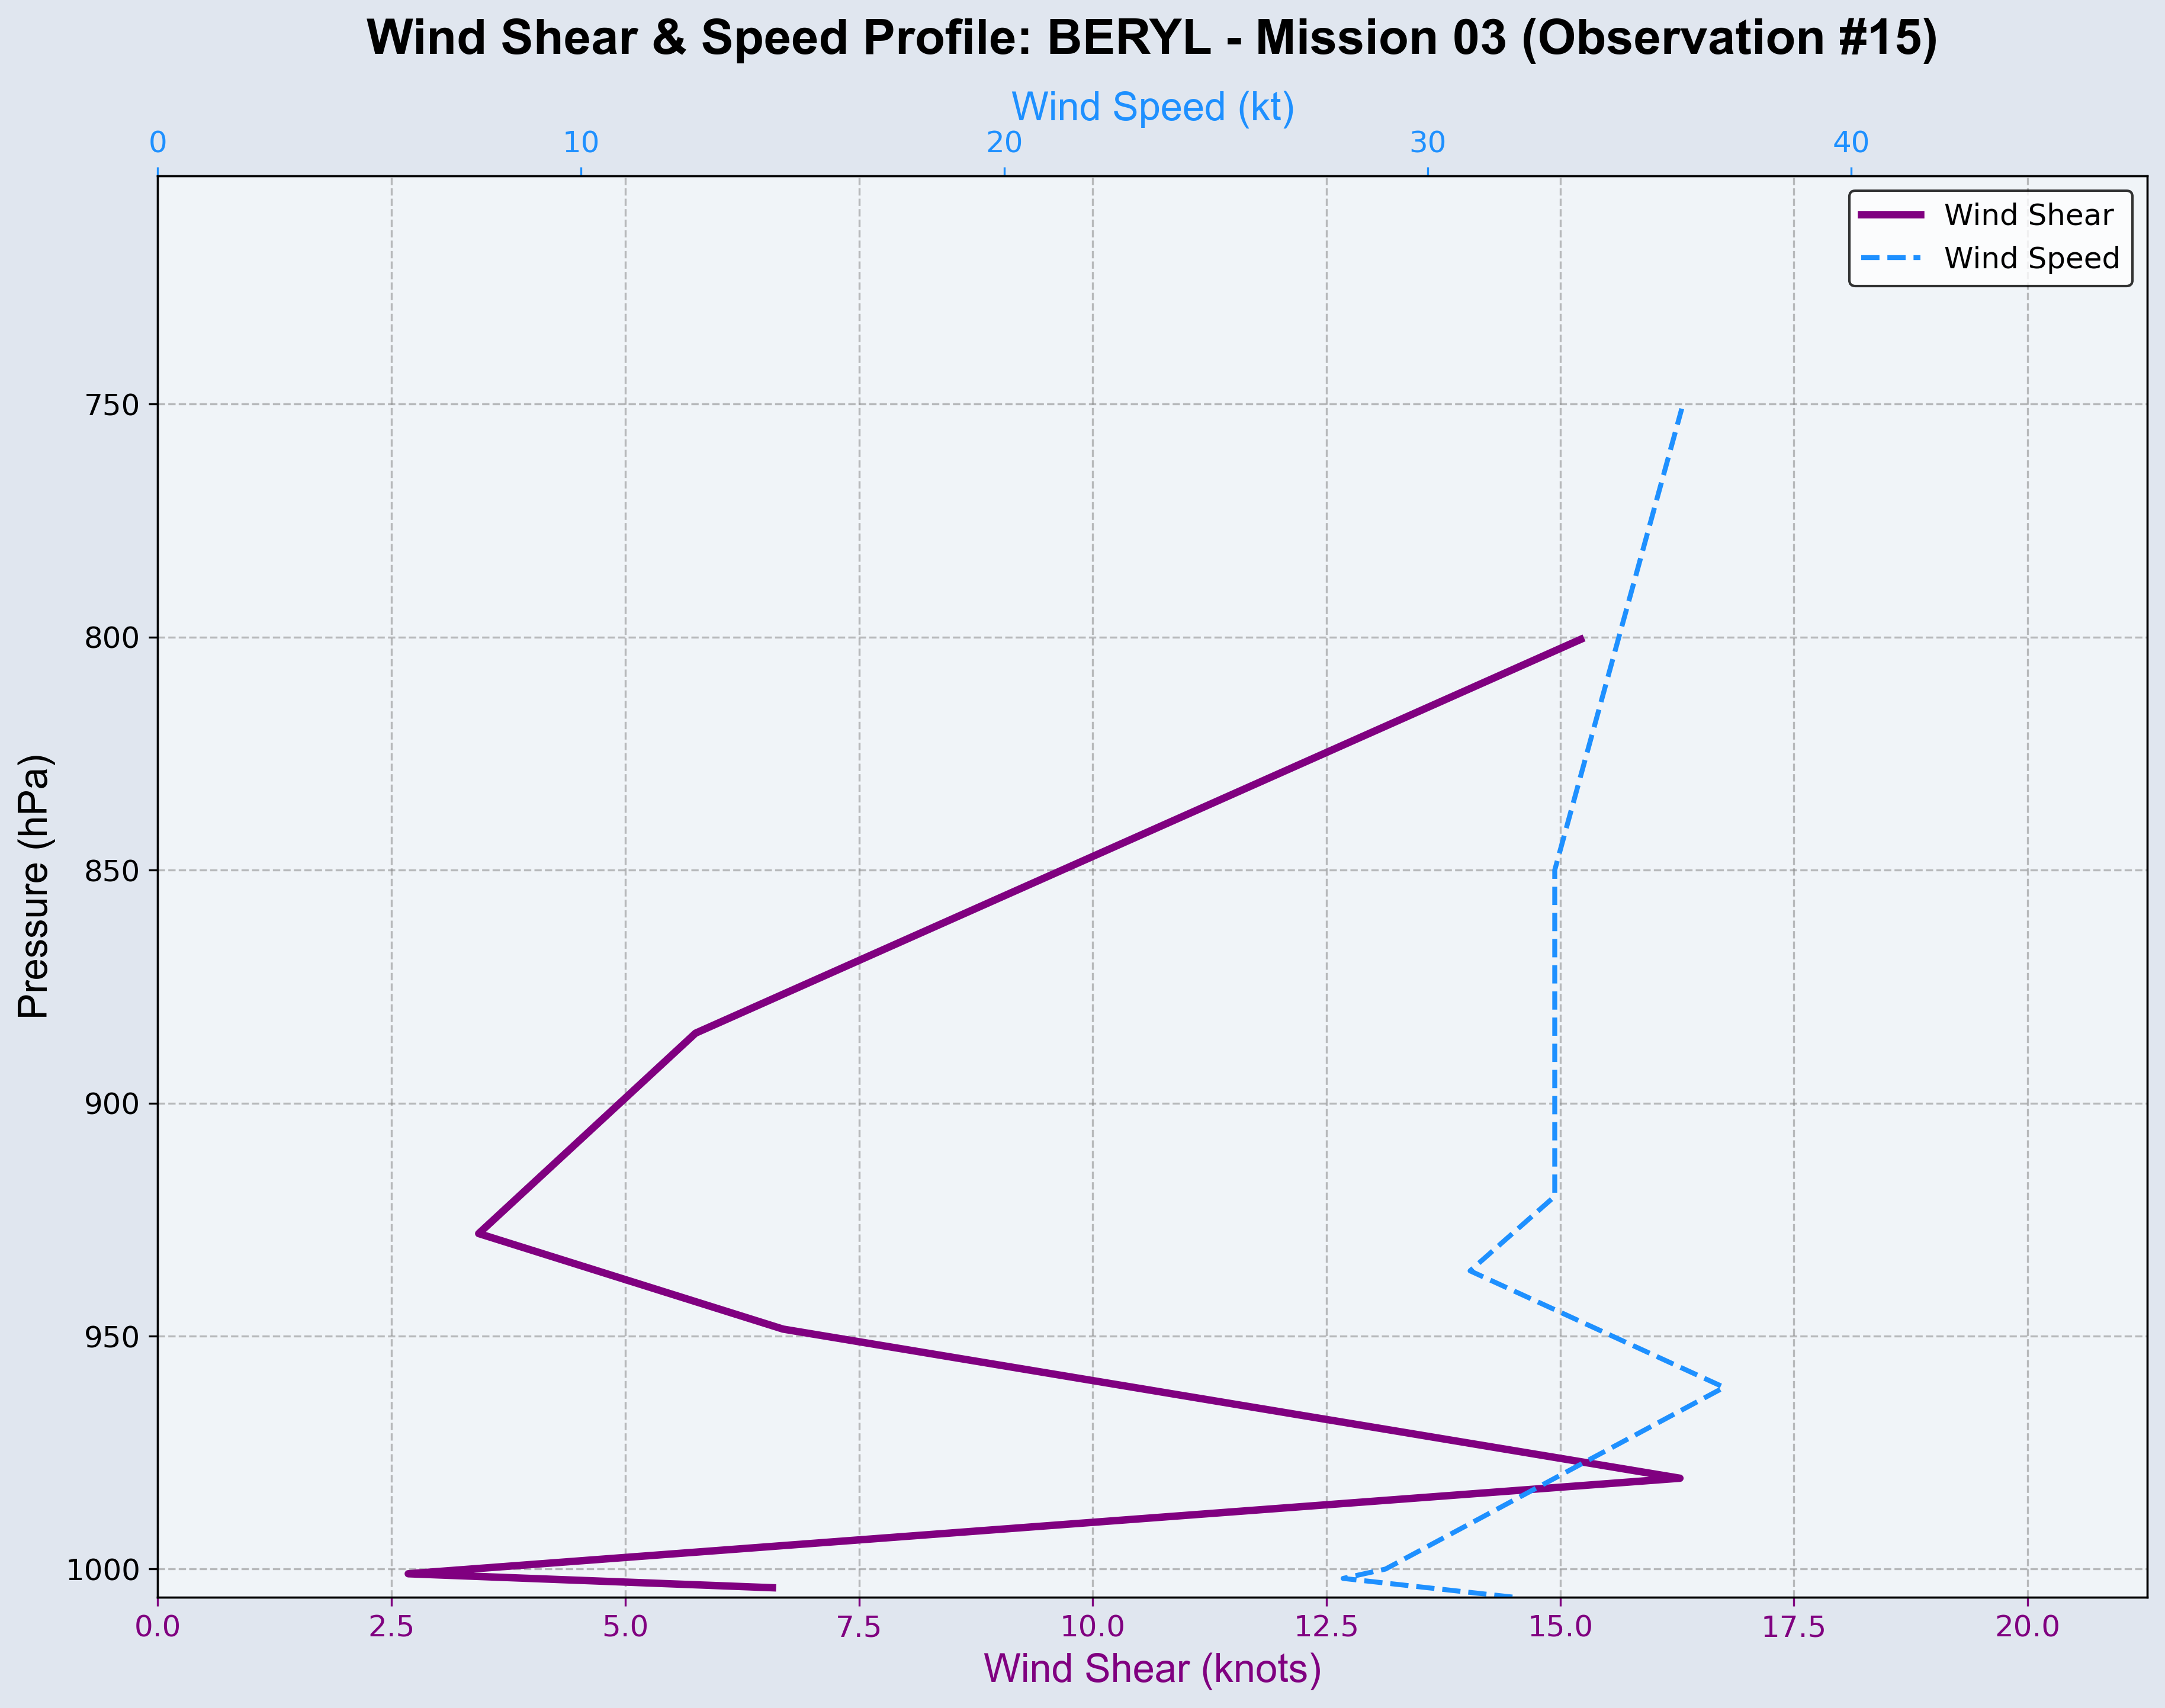 Wind Shear & Speed Profile: BERYL - Mission 03 (Observation #15)
Wind Speed (kt)
0 10 20 30 40
Wind Shear
Wind Speed
Pressure (hPa)
750
800
850
900
950
1000
0.0 2.5 5.0 7.5 10.0 12.5 15.0 17.5 20.0
Wind Shear (knots)